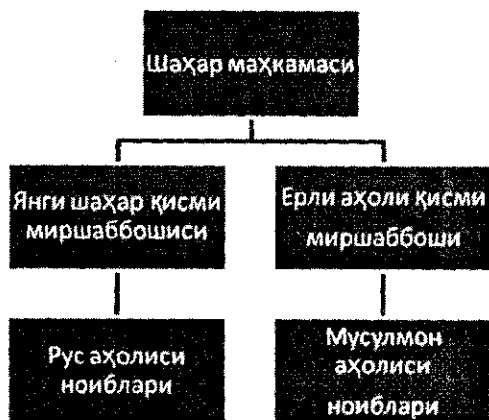 Шаҳар маҳкамаси
Янги шаҳар қисми
миршаббошиси
Ерли аҳоли қисми
миршаббоши
Рус аҳолиси
ноиблари
Мусулмон
аҳолиси
ноиблари